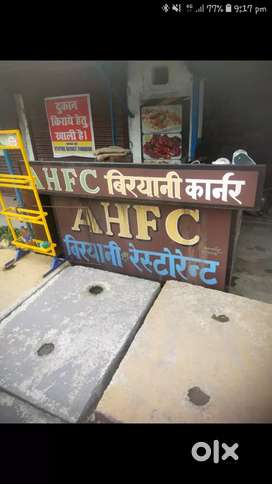 77% 9:17 pm
दुकान
किराये हेतु
खाली है।
AHFC बिरयानी कार्नर
AHFC
बिरयानी रेस्टोरेन्ट
olx